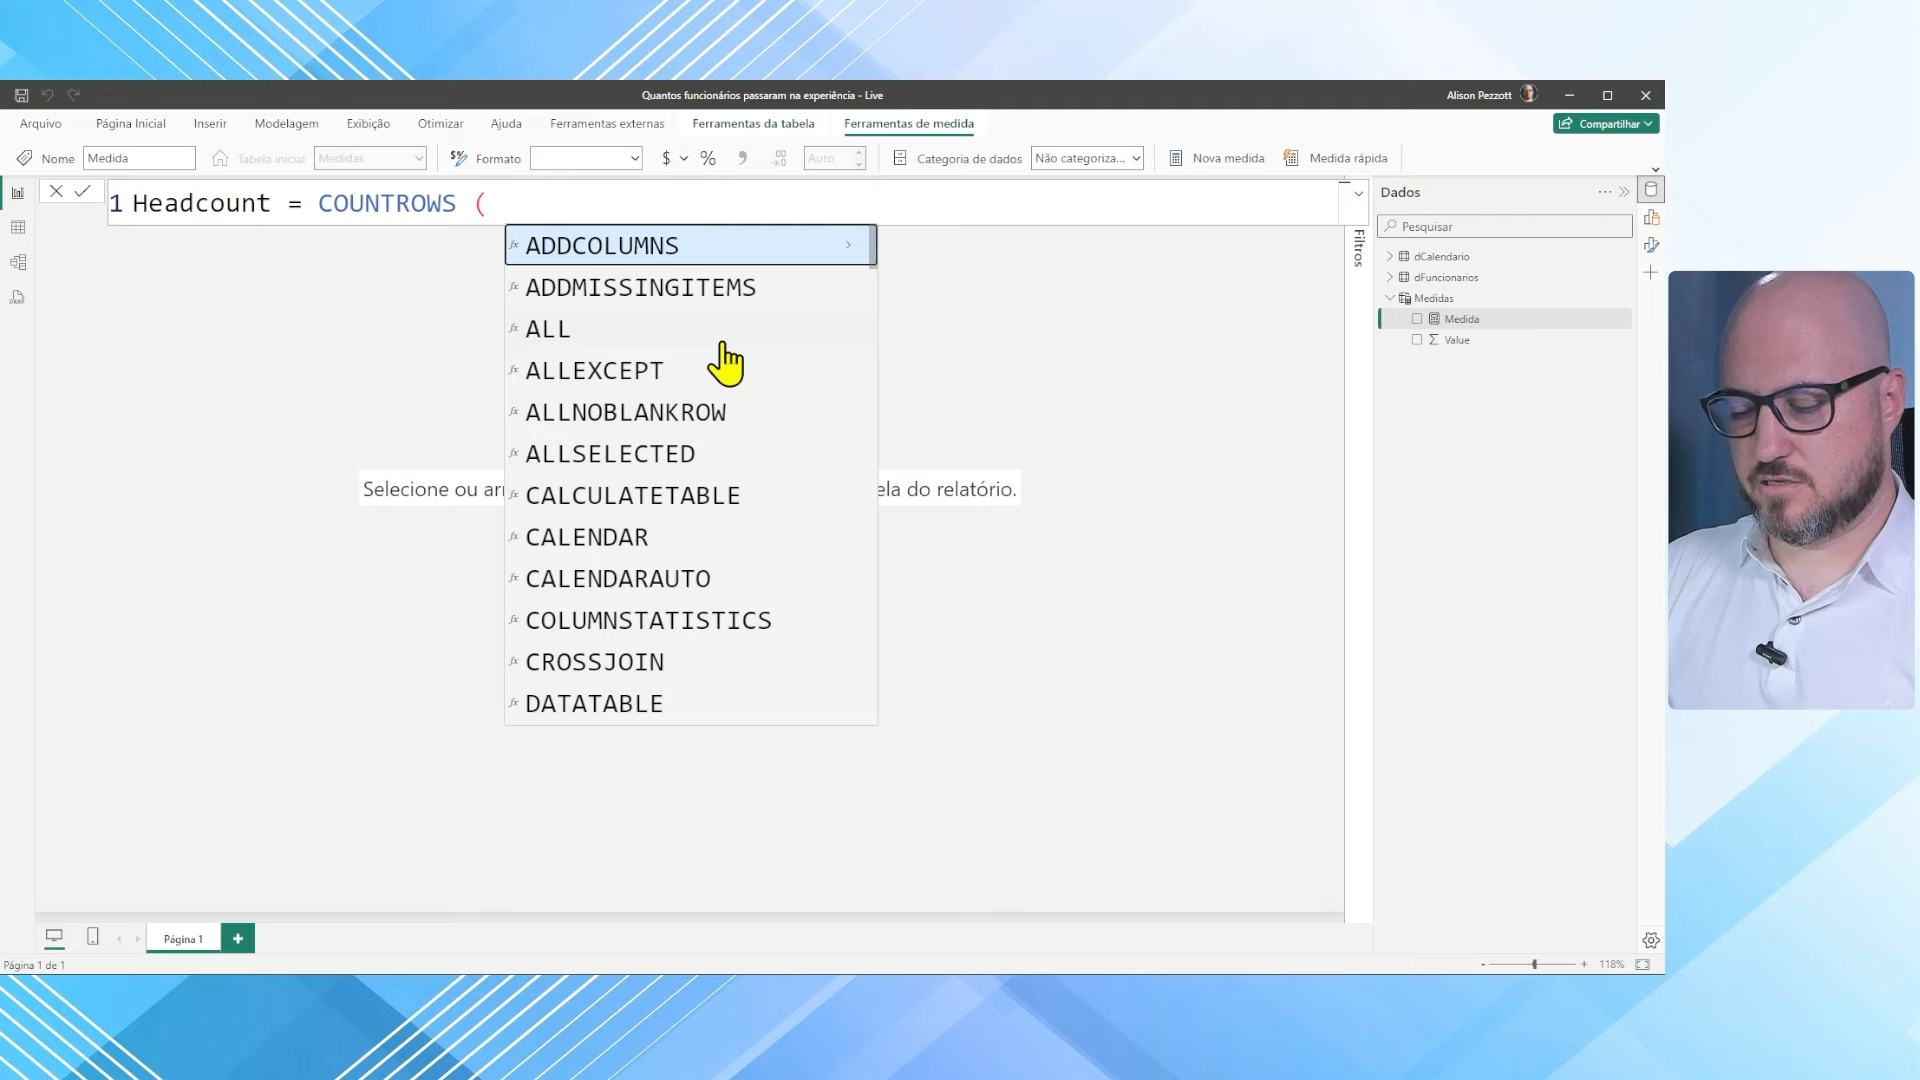 Quantos funcionários passaram na experiência - Live
Alison Pezzott
Arquivo
Página Inicial
Inserir
Modelagem
Exibição
Otimizar
Ajuda
Ferramentas externas
Ferramentas da tabela
Ferramentas de medida
Compartilhar
Nome
Medida
Tabela inicial
Medidas
Formato
$
%
Auto
Categoria de dados
Não categoriza...
Nova medida
Medida rápida
1 Headcount = COUNTROWS (
ADDCOLUMNS
ADDMISSINGITEMS
ALL
ALLEXCEPT
ALLNOBLANKROW
ALLSELECTED
CALCULATETABLE
CALENDAR
CALENDARAUTO
COLUMNSTATISTICS
CROSSJOIN
DATATABLE
Selecione ou ar
ela do relatório.
Filtros
Dados
Pesquisar
dCalendario
dFuncionarios
Medidas
Medida
Value
Página 1
Página 1 de 1
118%